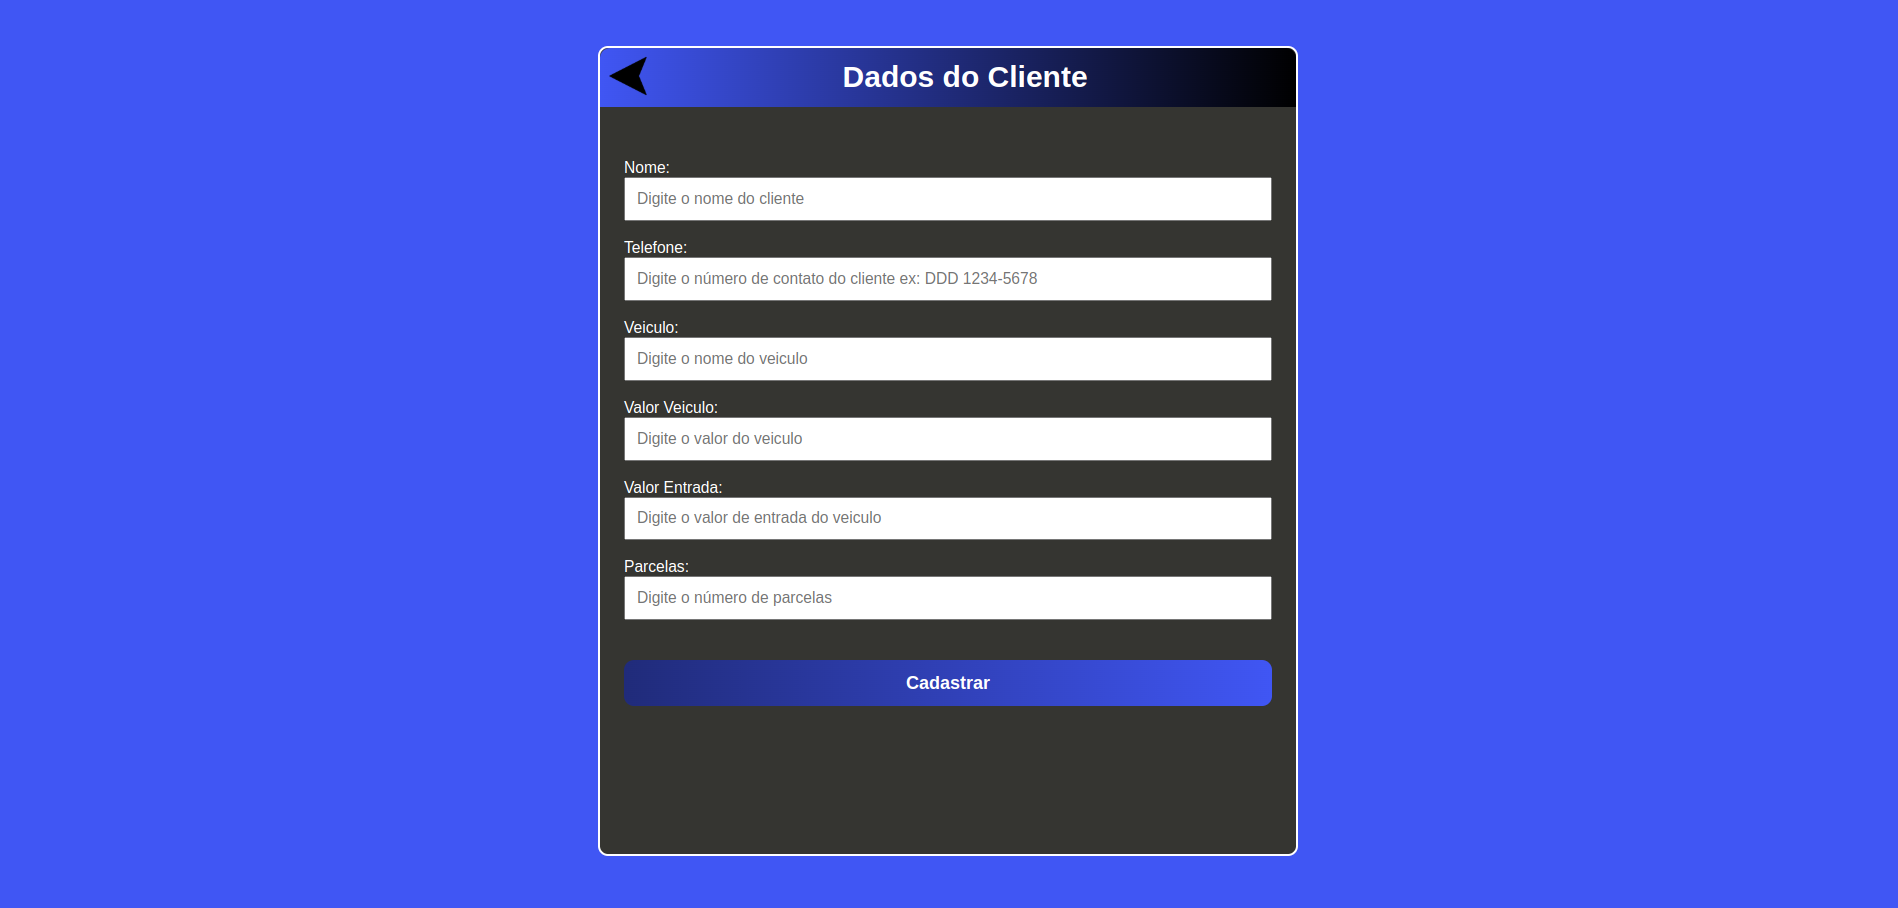 Dados do Cliente
Nome:
Digite o nome do cliente
Telefone:
Digite o número de contato do cliente ex: DDD 1234-5678
Veiculo:
Digite o nome do veiculo
Valor Veiculo:
Digite o valor do veiculo
Valor Entrada:
Digite o valor de entrada do veiculo
Parcelas:
Digite o número de parcelas
Cadastrar